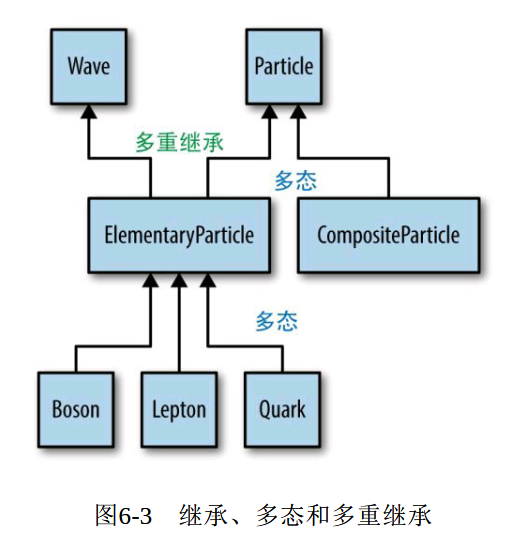 Wave
Particle
多重继承
多态
ElementaryParticle
CompositeParticle
多态
Boson
Lepton
Quark
图6-3 继承、多态和多重继承